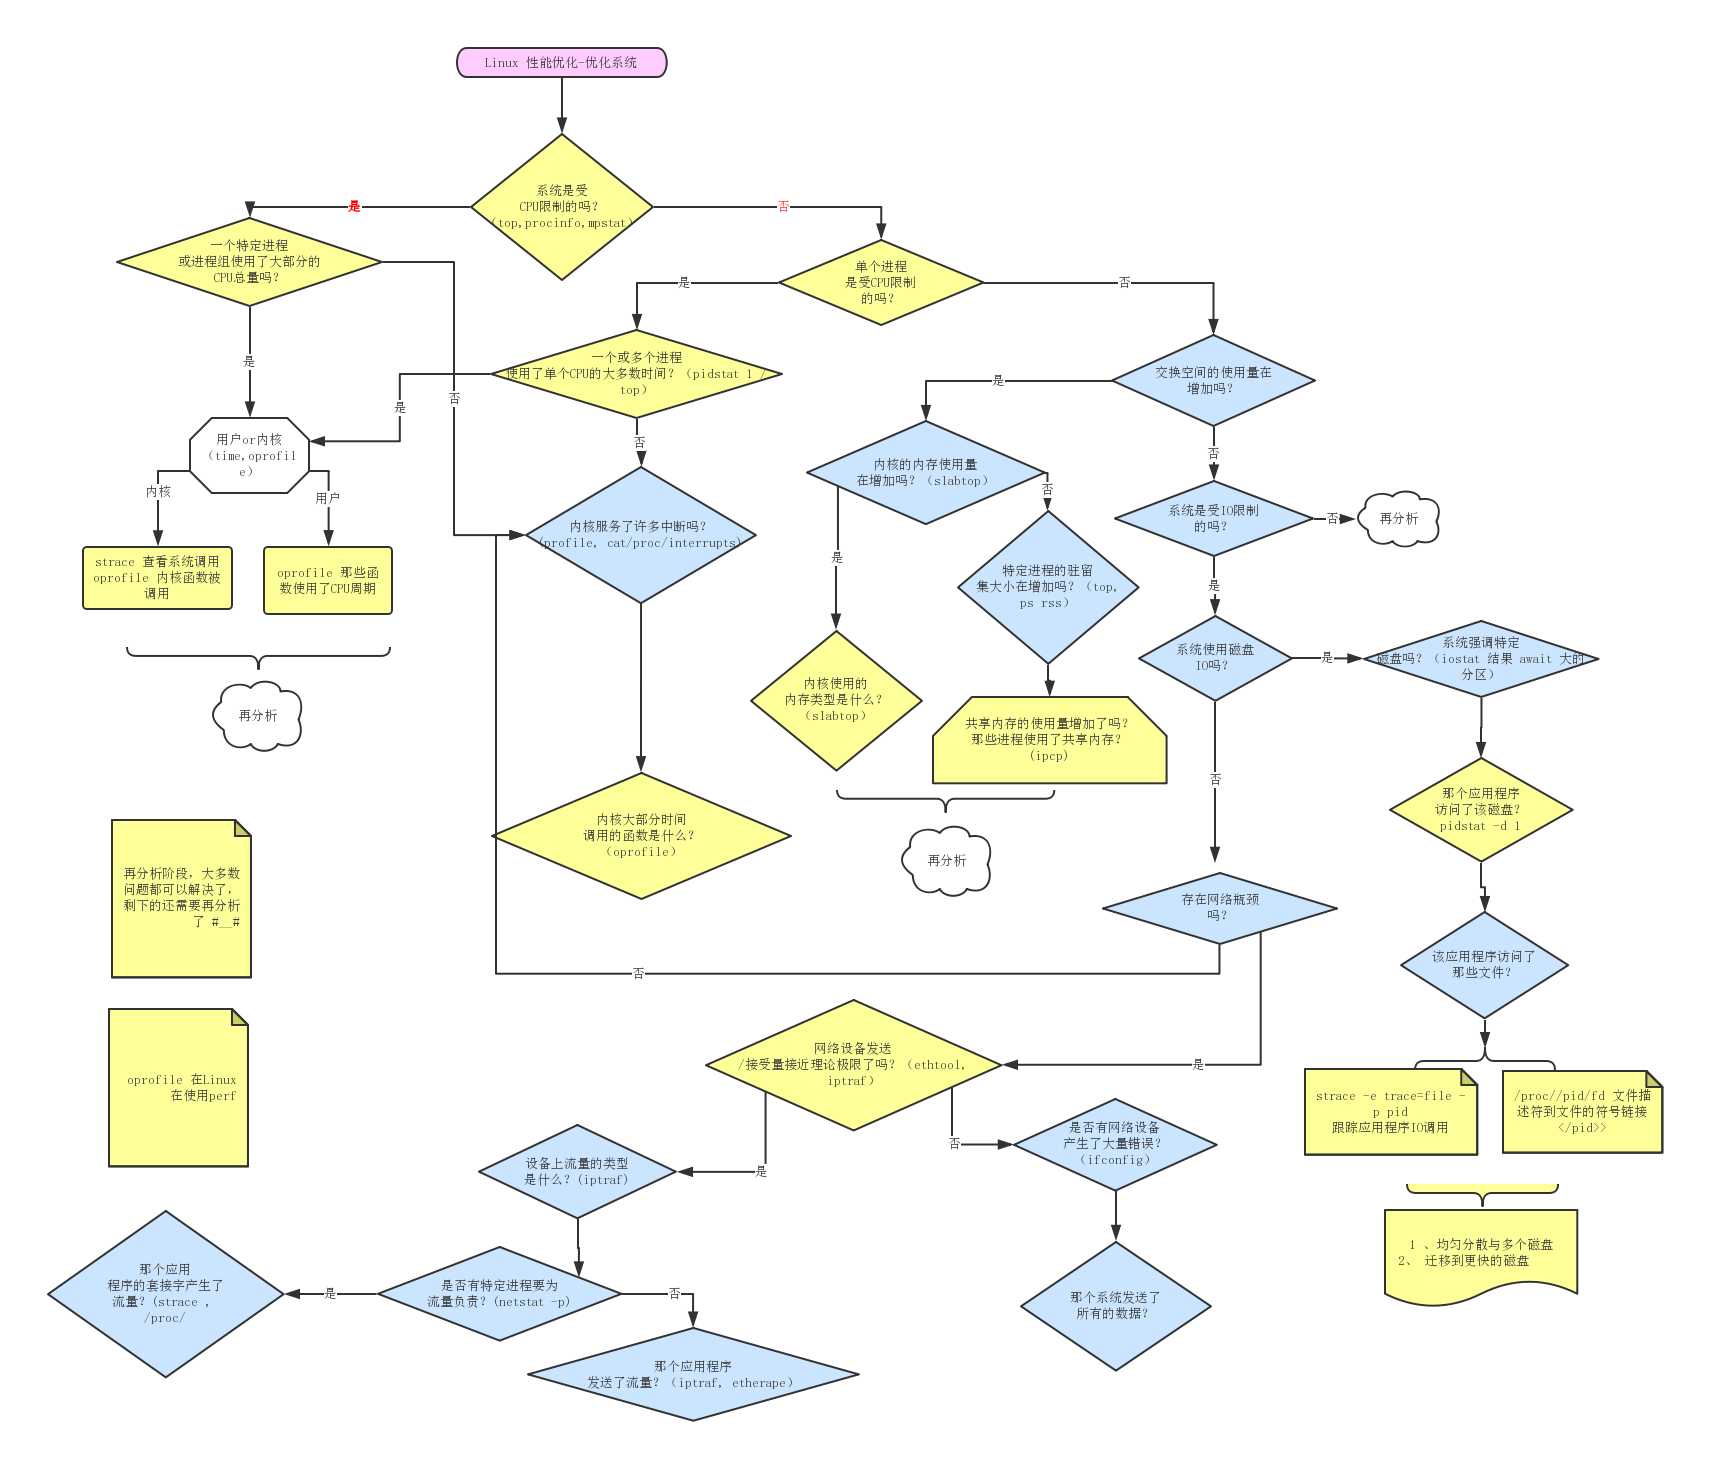 Linux 性能优化-优化系统
系统是受
CPU限制的吗?
(top,procinfo,mpstat)
是
否
一个特定进程
或进程组使用了大部分的
CPU总量吗?
单个进程
是受CPU限制
的吗?
是
否
一个或多个进程
使用了单个CPU的大多数时间? (pidstat 1 /
top)
交换空间的使用量在
增加吗?
是
否
是
是
否
否
用户or内核
(time,oprofil
e)
内核的内存使用量
在增加吗? (slabtop)
内核
用户
否
系统是受IO限制
的吗?
否
再分析
内核服务了许多中断吗?
(profile, cat/proc/interrupts)
strace 查看系统调用
oprofile 内核函数被
调用
oprofile 那些函
数使用了CPU周期
是
特定进程的驻留
集大小在增加吗? (top,
ps rss)
是
系统使用磁盘
IO吗?
是
系统强调特定
磁盘吗? (iostat 结果 await 大的
分区)
再分析
内核使用的
内存类型是什么?
(slabtop)
共享内存的使用量增加了吗?
那些进程使用了共享内存?
(ipcp)
否
那个应用程序
访问了该磁盘?
pidstat -d 1
内核大部分时间
调用的函数是什么?
(oprofile)
再分析
再分析阶段, 大多数
问题都可以解决了,
剩下的还需要再分析
了 #__#
存在网络瓶颈
吗?
否
该应用程序访问了
那些文件?
oprofile 在Linux
在使用perf
网络设备发送
/接受量接近理论极限了吗? (ethtool,
iptraf)
是
strace -e trace=file -
p pid
跟踪应用程序IO调用
/proc//pid/fd 文件描
述符到文件的符号链接
</pid>>
否
是否有网络设备
产生了大量错误?
(ifconfig)
设备上流量的类型
是什么? (iptraf)
是
1 、均匀分散与多个磁盘
2、 迁移到更快的磁盘
那个应用
程序的套接字产生了
流量? (strace ,
/proc/
是
是否有特定进程要为
流量负责? (netstat -p)
否
那个系统发送了
所有的数据?
那个应用程序
发送了流量? (iptraf, etherape)